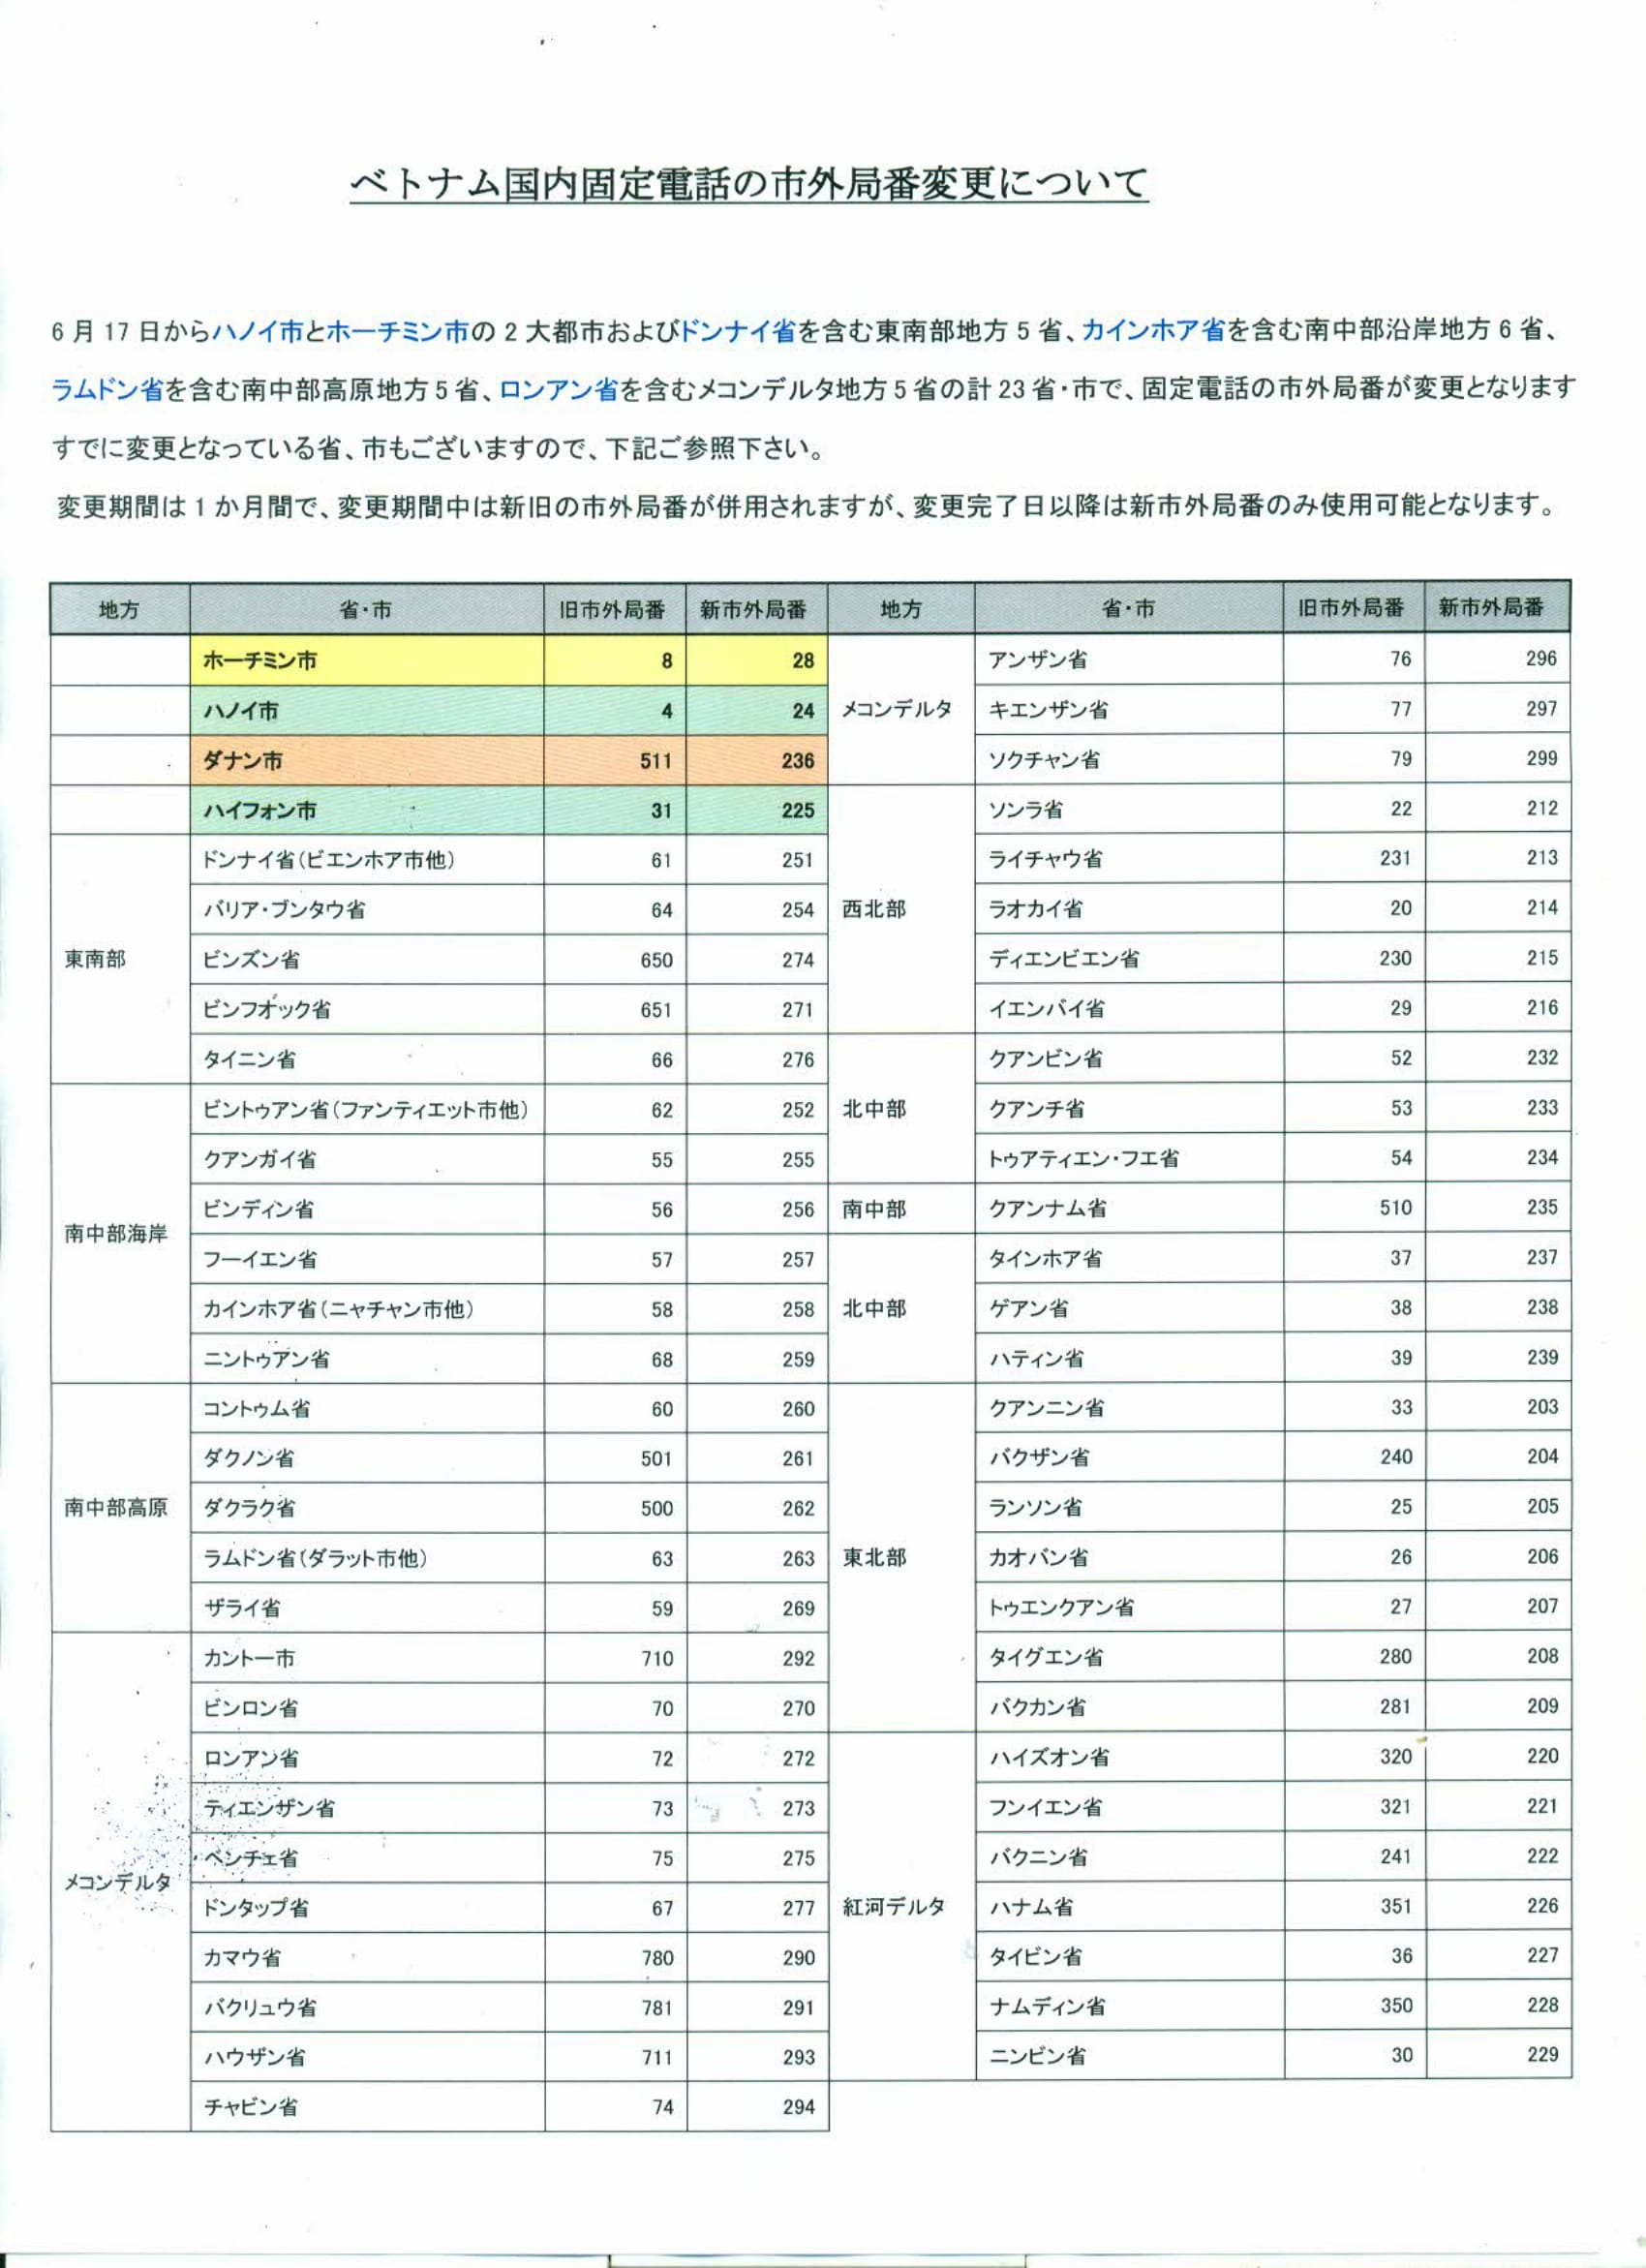 ベトナム国内固定電話の市外局番変更について
6 月 17 日からハノイ市とホーチミン市の 2 大都市およびドンナイ省を含む東南部地方 5 省、カインホア省を含む南中部沿岸地方 6 省、
ラムドン省を含む南中部高原地方 5 省、ロンアン省を含むメコンデルタ地方 5 省の計 23 省・市で、固定電話の市外局番が変更となります
すでに変更となっている省、市もございますので、下記ご参照下さい。
変更期間は 1 か月間で、変更期間中は新旧の市外局番が併用されますが、変更完了日以降は新市外局番のみ使用可能となります。
地方 省・市 旧市外局番 新市外局番 地方 省・市 旧市外局番 新市外局番
ホーチミン市 8 28 アンザン省 76 296
ハノイ市 4 24 メコンデルタ キエンザン省 77 297
ダナン市 511 236 ソクチャン省 79 299
ハイフォン市 31 225 ソンラ省 22 212
ドンナイ省(ビエンホア市他) 61 251 ライチャウ省 231 213
バリア・ブンタウ省 64 254 西北部 ラオカイ省 20 214
東南部 ビンズン省 650 274 ディエンビエン省 230 215
ビンフオック省 651 271 イエンバイ省 29 216
タイニン省 66 276 クアンビン省 52 232
ビントゥアン省(ファンティエット市他) 62 252 北中部 クアンチ省 53 233
クアンガイ省 55 255 トゥアティエン・フエ省 54 234
ビンディン省 56 256 南中部 クアンナム省 510 235
南中部海岸 フーイエン省 57 257 タインホア省 37 237
カインホア省(ニャチャン市他) 58 258 北中部 ゲアン省 38 238
ニントゥアン省 68 259 ハティン省 39 239
コントゥム省 60 260 クアンニン省 33 203
ダクノン省 501 261 バクザン省 240 204
南中部高原 ダクラク省 500 262 ランソン省 25 205
ラムドン省(ダラット市他) 63 263 東北部 カオバン省 26 206
ザライ省 59 269 トゥエンクアン省 27 207
カントー市 710 292 タイグエン省 280 208
ビンロン省 70 270 バクカン省 281 209
ロンアン省 72 272 ハイズオン省 320 220
ティエンザン省 73 273 フンイエン省 321 221
ベンチェ省 75 275 バクニン省 241 222
メコンデルタ ドンタップ省 67 277 紅河デルタ ハナム省 351 226
カマウ省 780 290 タイビン省 36 227
バクリュウ省 781 291 ナムディン省 350 228
ハウザン省 711 293 ニンビン省 30 229
チャビン省 74 294